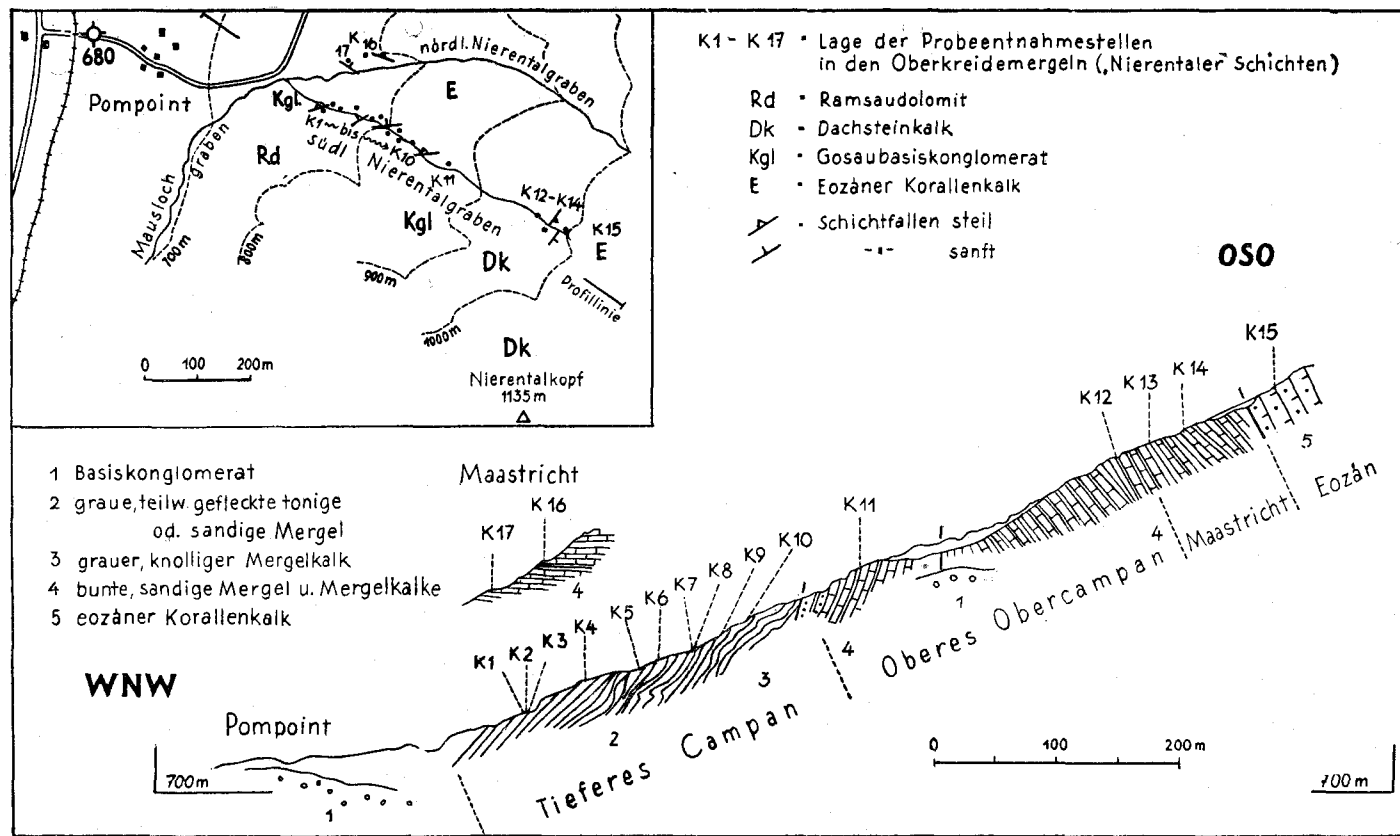 680
Pompoint
17
K 16
nördl. Nierentalgraben
Kgl.
E
K1 bis K10
südl Nierentalgraben
Rd
K11
K12-K14
K15
E
Mauslochgraben
Kgl
Dk
700m
800m
900m
1000m
Profillinie
0 100 200m
Dk
Nierentalkopf
1135m
K1 - K 17 Lage der Probeentnahmestellen
in den Oberkreidemergeln („Nierentaler" Schichten)
Rd Ramsaudolomit
Dk Dachsteinkalk
Kgl Gosaubasiskonglomerat
E Eozäner Korallenkalk
Schichtfallen steil
-"- sanft
OSO
1 Basiskonglomerat
2 graue, teilw. gefleckte tonige
od. sandige Mergel
3 grauer, knolliger Mergelkalk
4 bunte, sandige Mergel u. Mergelkalke
5 eozäner Korallenkalk
Maastricht
K17
K16
4
WNW
Pompoint
700m
1
K1
K2
K3
K4
K5
K6
K7
K8
K9
K10
K11
K12
K13
K14
K15
2
3
4
1
4
5
Tieferes Campan
Oberes Obercampan
Maastricht
Eozän
0 100 200m
700m